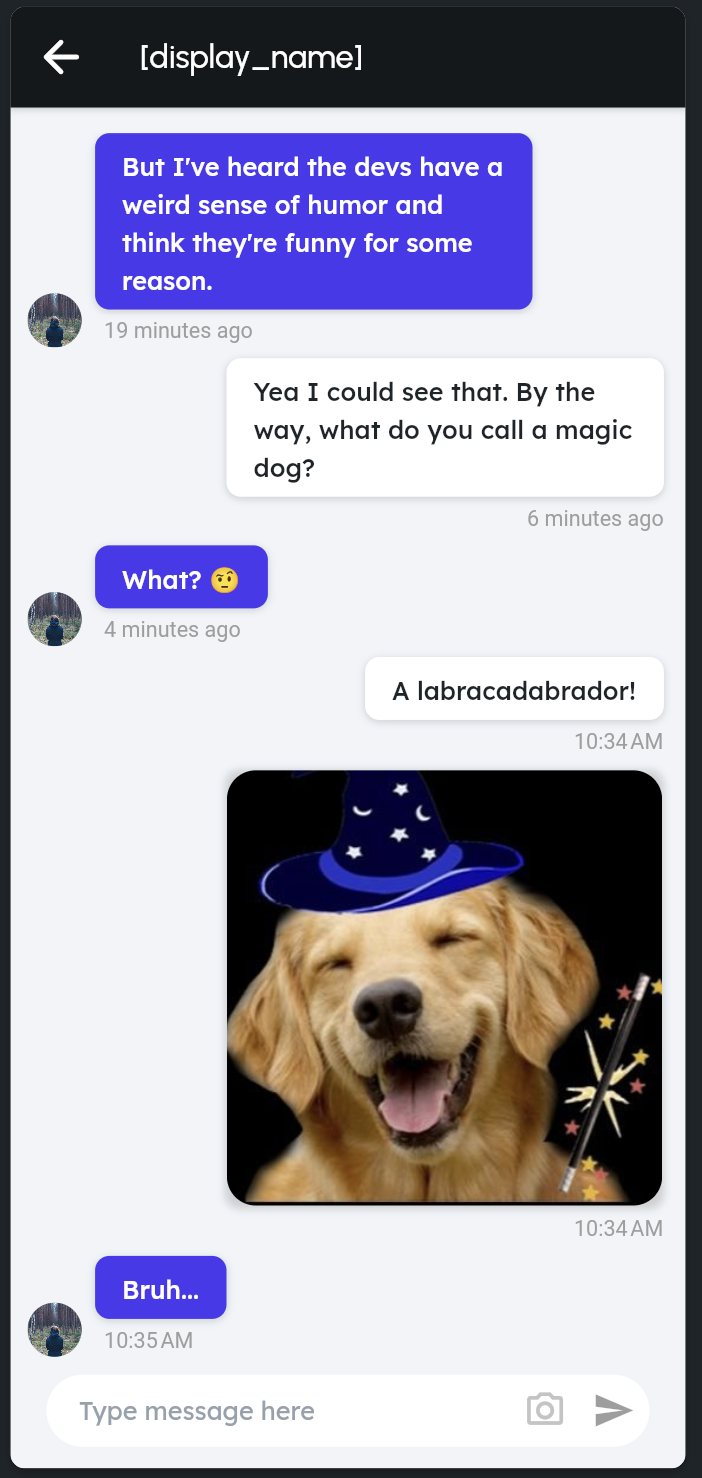 [display_name]
But I've heard the devs have a
weird sense of humor and
think they're funny for some
reason.
19 minutes ago
Yea I could see that. By the
way, what do you call a magic
dog?
6 minutes ago
What? 🤨
4 minutes ago
A labracadabrador!
10:34 AM
10:34 AM
Bruh...
10:35 AM
Type message here